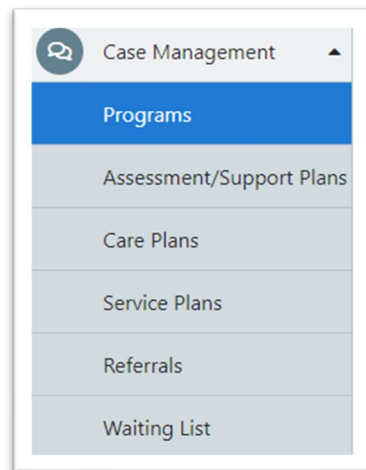 Case Management
Programs
Assessment/Support Plans
Care Plans
Service Plans
Referrals
Waiting List